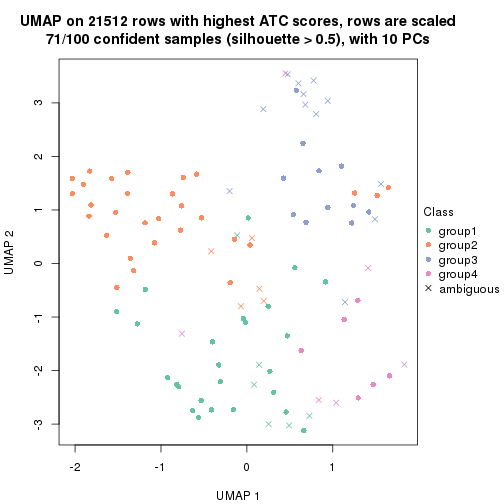 UMAP on 21512 rows with highest ATC scores, rows are scaled
71/100 confident samples (silhouette > 0.5), with 10 PCs
3
2
1
0
-1
-2
-3
-2
-1
0
1
UMAP 1
UMAP 2
Class
group1
group2
group3
group4
ambiguous